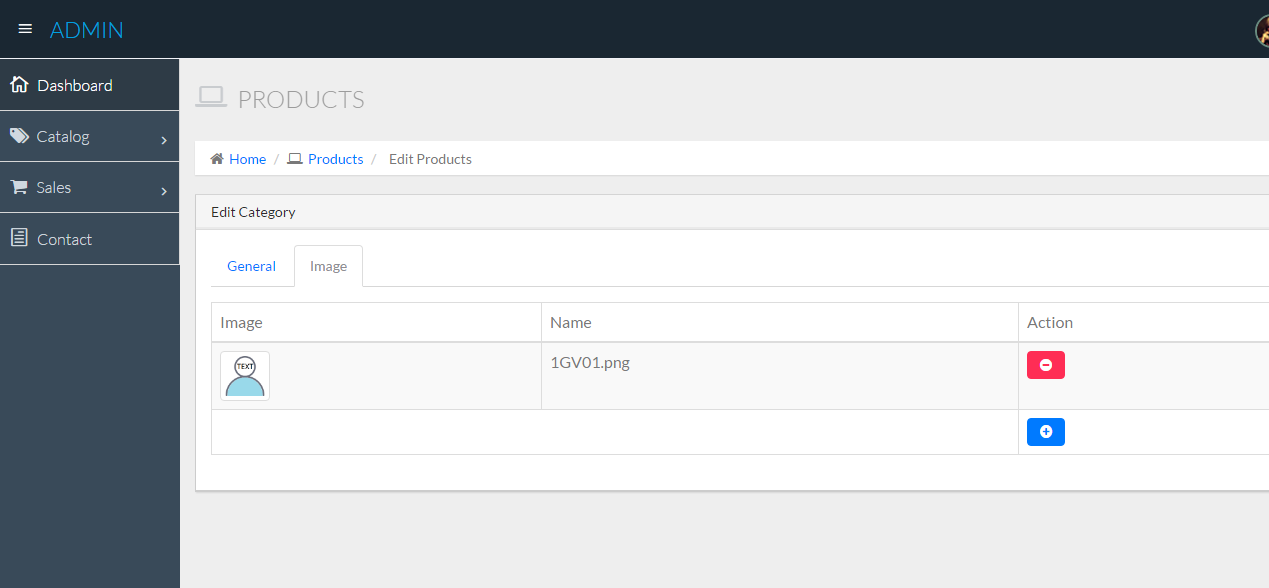 ADMIN
Dashboard
Catalog
Sales
Contact
PRODUCTS
Home / Products / Edit Products
Edit Category
General Image
Image Name Action
TEXT 1GV01.png